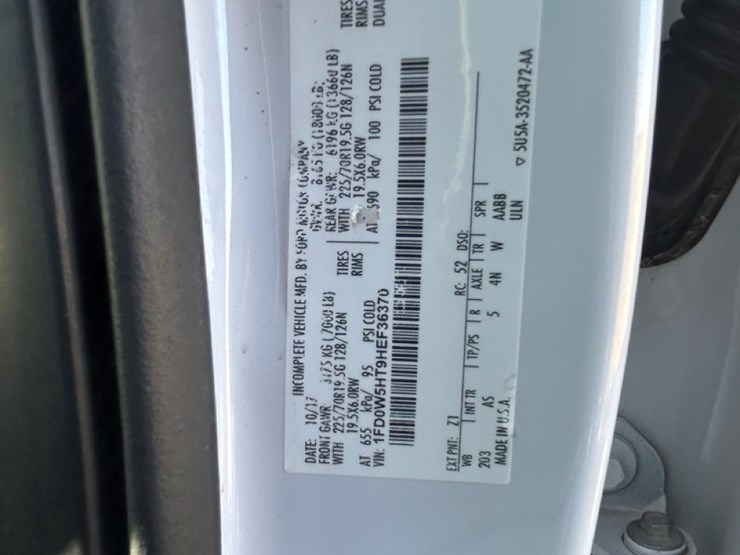 INCOMPLETE VEHICLE MFD. BY FORD MOTOR COMPANY
DATE: 10/17 GVWR: (18000 LB)
FRONT GAWR 3175 KG (7000 LB) REAR GAWR: 6196 KG (13660 LB)
WITH 225/70R19.5G 128/126N TIRES WITH 225/70R19.5G 128/126N TIRES
19.5X6.0RW RIMS 19.5X6.0RW RIMS
AT 655 kPa/ 95 PSI COLD AT 690 kPa/ 100 PSI COLD DUAL
VIN: 1FD0W5HT9HEF36370
EXT PNT: Z1 RC: 52 DSO:
WB INT TR TP/PS R AXLE TR SPR
203 AS 5 4N W AABB
MADE IN U.S.A. ULN
▽ 5U5A-3520472-AA